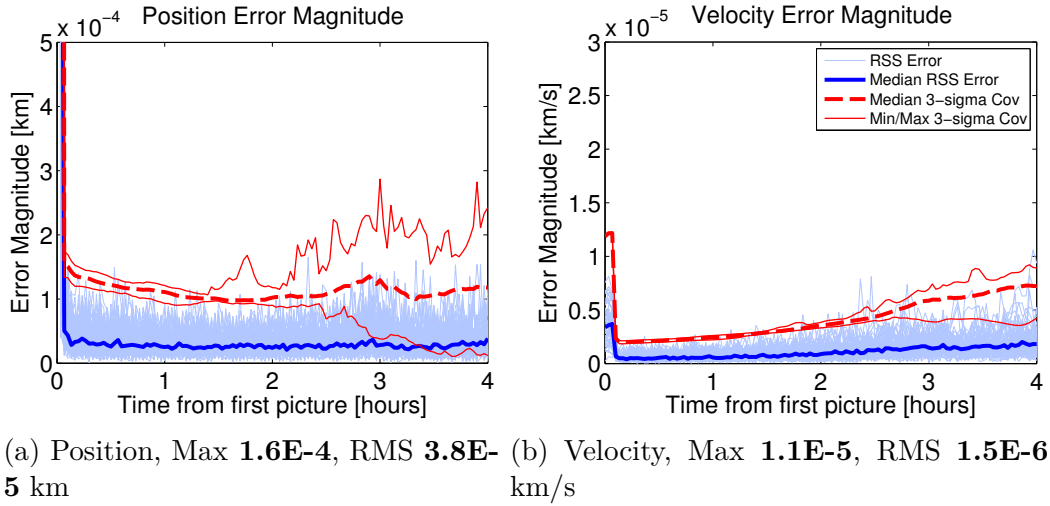 Position Error Magnitude
x 10⁻⁴
5
4
3
2
1
0
0 1 2 3 4
Error Magnitude [km]
Time from first picture [hours]
Velocity Error Magnitude
x 10⁻⁵
3
2.5
2
1.5
1
0.5
0
0 1 2 3 4
Error Magnitude [km/s]
Time from first picture [hours]
RSS Error
Median RSS Error
Median 3-sigma Cov
Min/Max 3-sigma Cov
(a) Position, Max 1.6E-4, RMS 3.8E-
5 km
(b) Velocity, Max 1.1E-5, RMS 1.5E-6
km/s